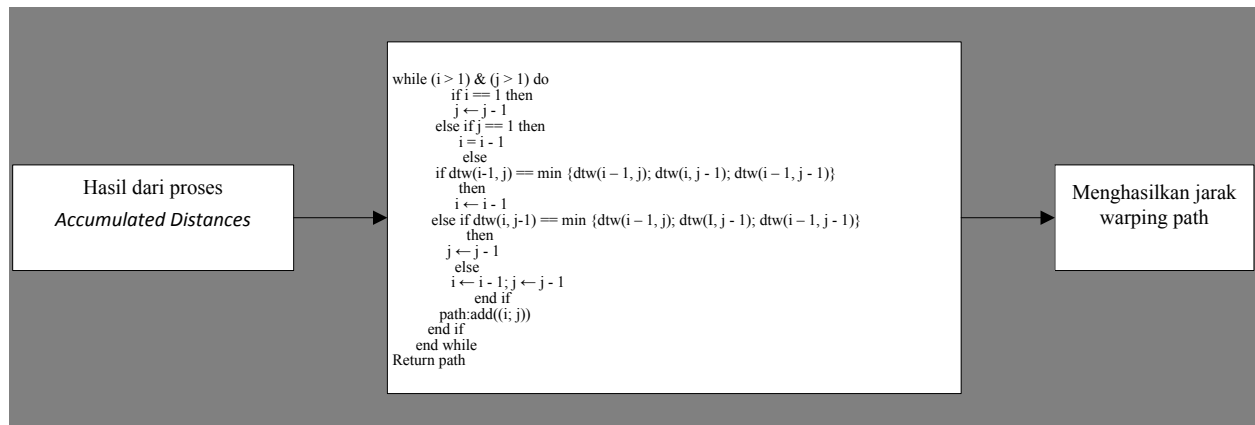 Hasil dari proses
Accumulated Distances
while (i > 1) & (j > 1) do
if i == 1 then
j ← j - 1
else if j == 1 then
i = i - 1
else
if dtw(i-1, j) == min {dtw(i – 1, j); dtw(i, j - 1); dtw(i – 1, j - 1)}
then
i ← i - 1
else if dtw(i, j-1) == min {dtw(i – 1, j); dtw(I, j - 1); dtw(i – 1, j - 1)}
then
j ← j - 1
else
i ← i - 1; j ← j - 1
end if
path:add((i; j))
end if
end while
Return path
Menghasilkan jarak
warping path